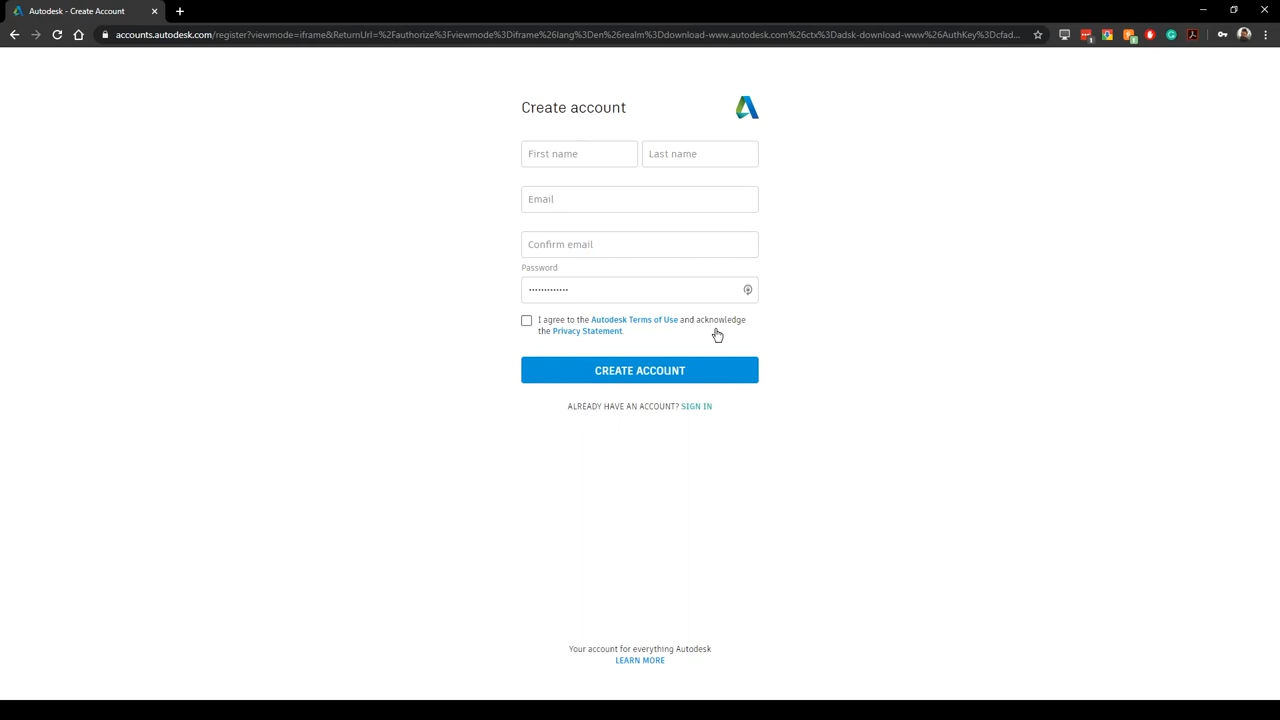 Autodesk - Create Account
accounts.autodesk.com/register?viewmode=iframe&ReturnUrl=%2Fauthorize%3Fviewmode%3Diframe%26lang%3Den%26realm%3Ddownload-www.autodesk.com%26ctx%3Dadsk-download-www%26AuthKey%3Dcfad...
Create account
First name
Last name
Email
Confirm email
Password
•••••••••••••
I agree to the Autodesk Terms of Use and acknowledge
the Privacy Statement.
CREATE ACCOUNT
ALREADY HAVE AN ACCOUNT? SIGN IN
Your account for everything Autodesk
LEARN MORE